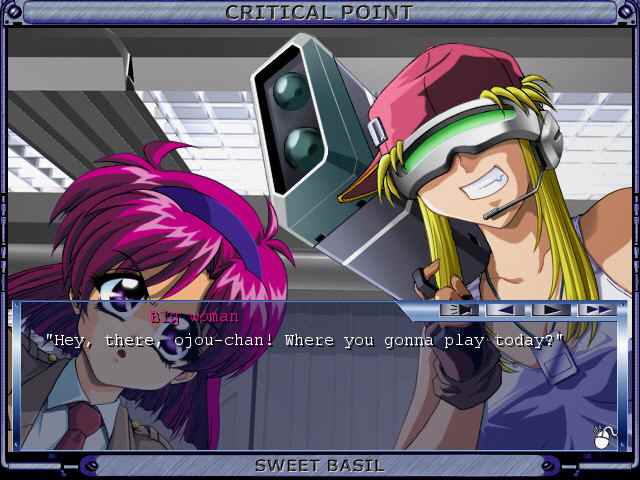 CRITICAL POINT
Big woman
"Hey, there, ojou-chan! Where you gonna play today?"
SWEET BASIL